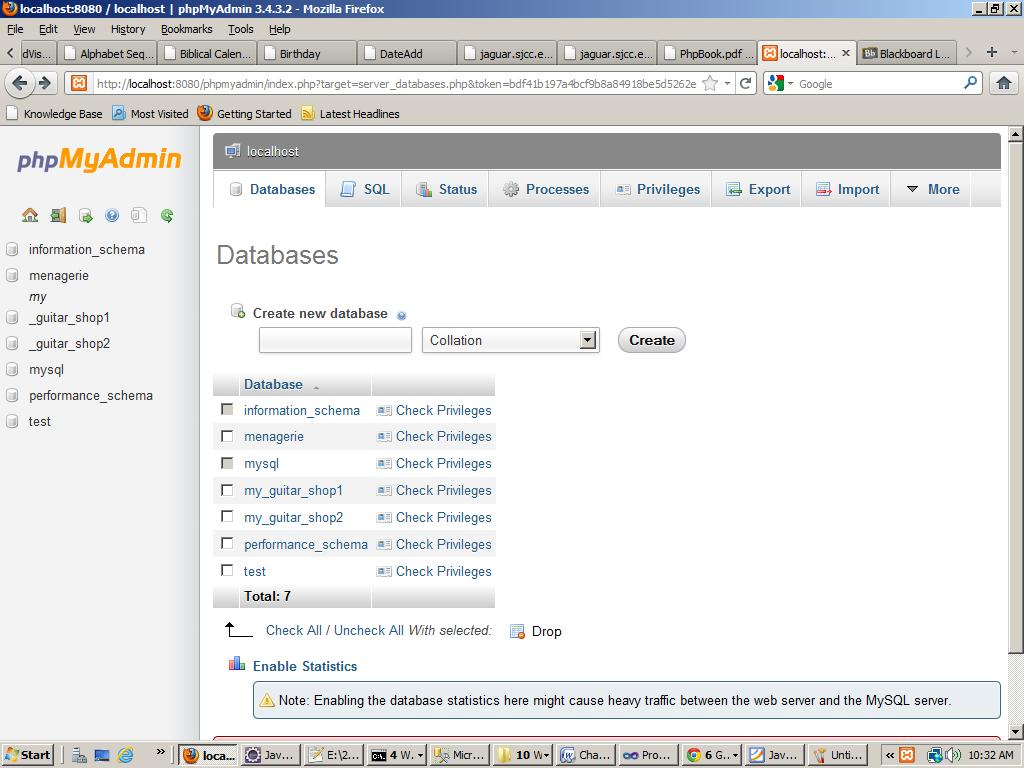 localhost:8080 / localhost | phpMyAdmin 3.4.3.2 - Mozilla Firefox
File Edit View History Bookmarks Tools Help
dVis... Alphabet Seq... Biblical Calen... Birthday DateAdd jaguar.sjcc.e... jaguar.sjcc.e... PhpBook.pdf ... localhost:... Bb Blackboard L...
http://localhost:8080/phpmyadmin/index.php?target=server_databases.php&token=bdf41b197a4bcf9b8a84918be5d5262e Google
Knowledge Base Most Visited Getting Started Latest Headlines
phpMyAdmin
information_schema
menagerie
my
_guitar_shop1
_guitar_shop2
mysql
performance_schema
test
localhost
Databases SQL Status Processes Privileges Export Import More
Databases
Create new database
Collation Create
Database
information_schema Check Privileges
menagerie Check Privileges
mysql Check Privileges
my_guitar_shop1 Check Privileges
my_guitar_shop2 Check Privileges
performance_schema Check Privileges
test Check Privileges
Total: 7
Check All / Uncheck All With selected: Drop
Enable Statistics
Note: Enabling the database statistics here might cause heavy traffic between the web server and the MySQL server.
Start » loca... Jav... E:\2... 4 W... Micr... 10 W Cha... Pro... 6 G... Jav... Unti... « 10:32 AM